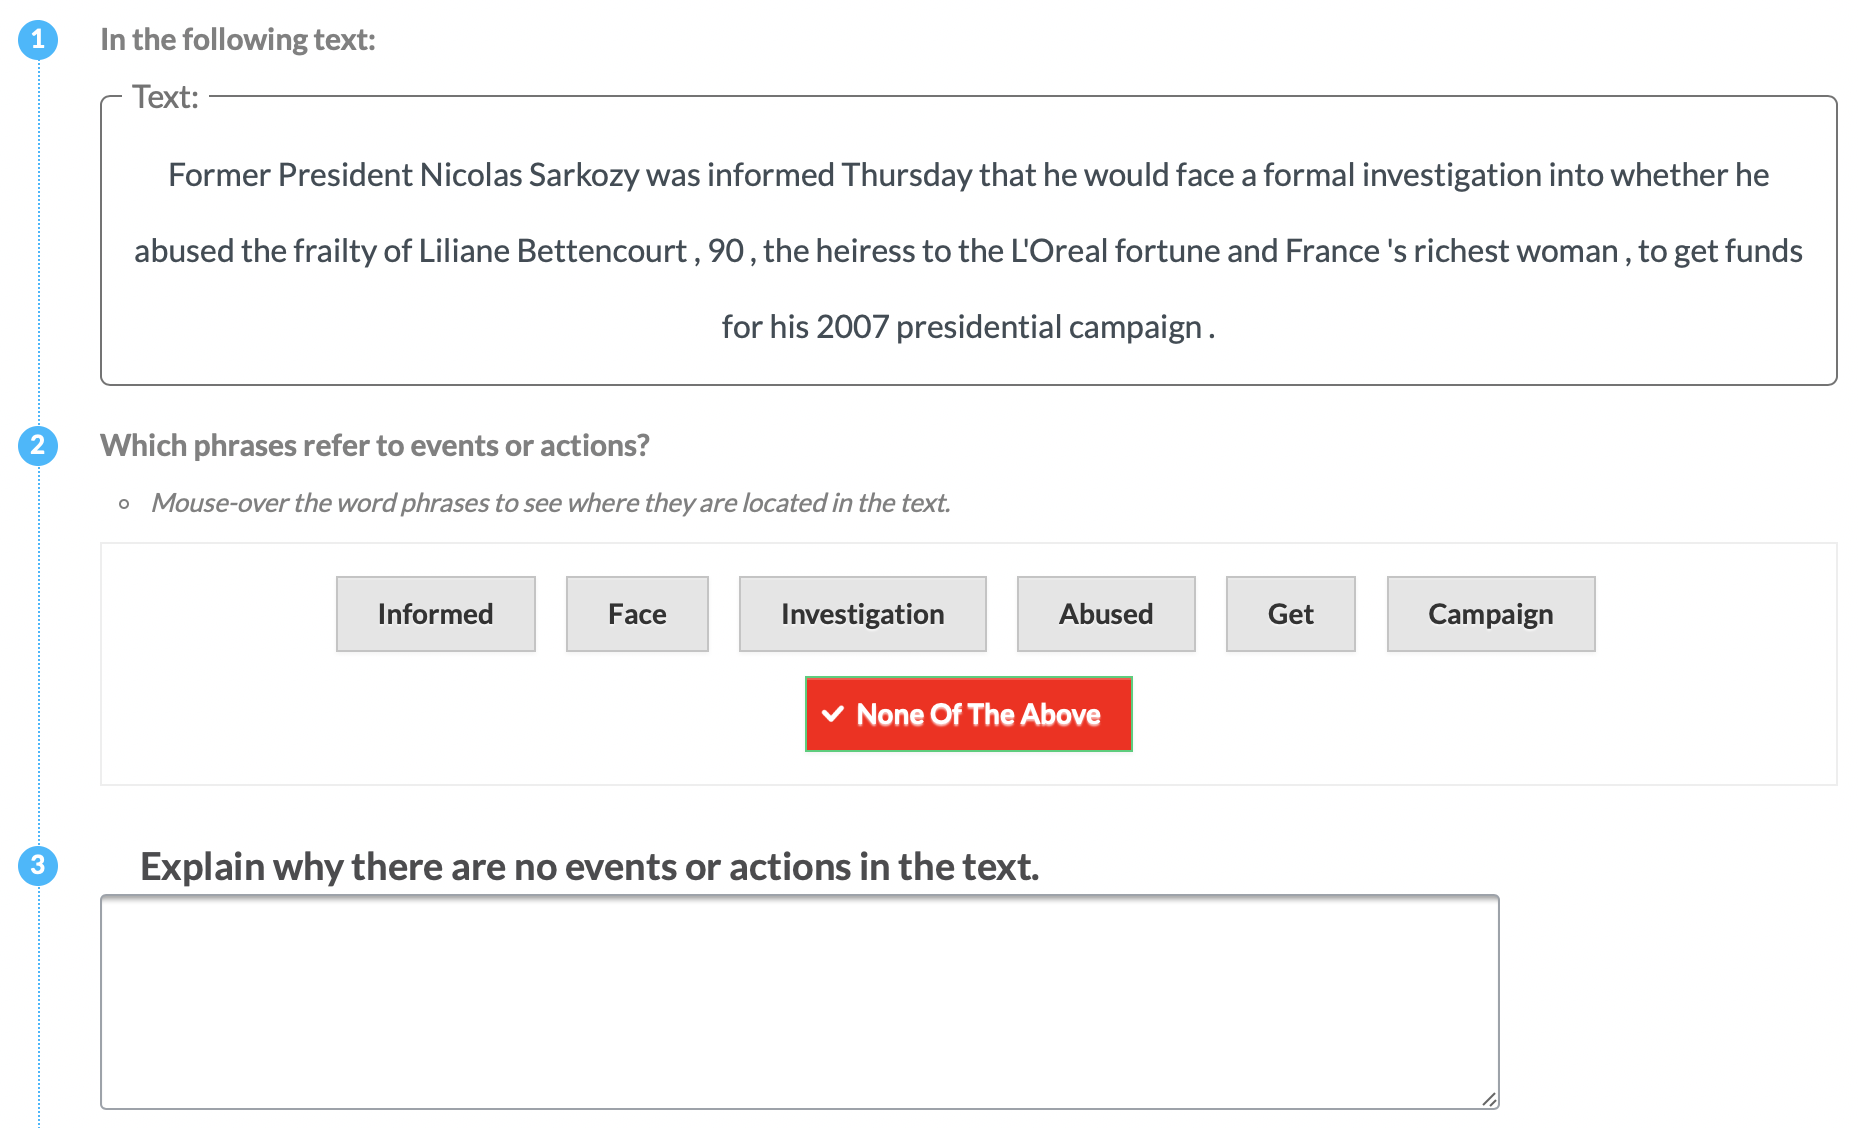 1
In the following text:
Text:
Former President Nicolas Sarkozy was informed Thursday that he would face a formal investigation into whether he
abused the frailty of Liliane Bettencourt , 90 , the heiress to the L'Oreal fortune and France 's richest woman , to get funds
for his 2007 presidential campaign .
2
Which phrases refer to events or actions?
Mouse-over the word phrases to see where they are located in the text.
Informed Face Investigation Abused Get Campaign
None Of The Above
3
Explain why there are no events or actions in the text.